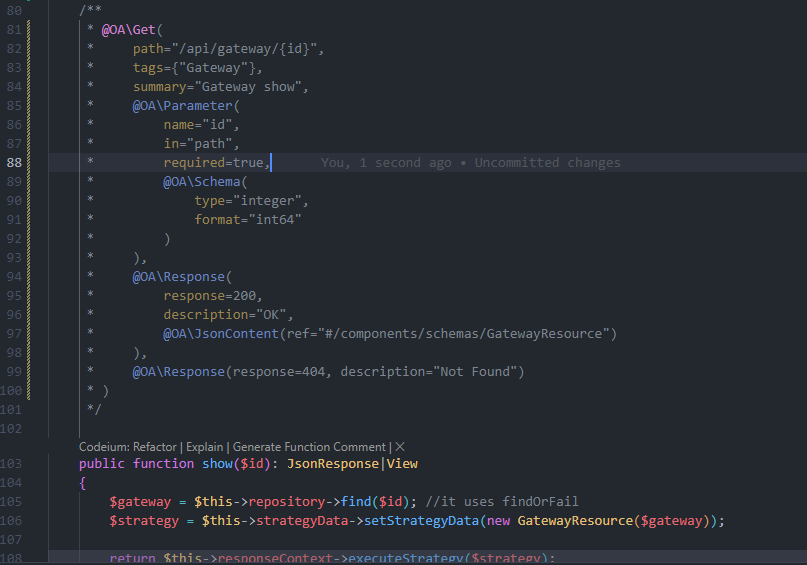 80 /**
81 * @OA\Get(
82 * path="/api/gateway/{id}",
83 * tags={"Gateway"},
84 * summary="Gateway show",
85 * @OA\Parameter(
86 * name="id",
87 * in="path",
88 * required=true, You, 1 second ago • Uncommitted changes
89 * @OA\Schema(
90 * type="integer",
91 * format="int64"
92 * )
93 * ),
94 * @OA\Response(
95 * response=200,
96 * description="OK",
97 * @OA\JsonContent(ref="#/components/schemas/GatewayResource")
98 * ),
99 * @OA\Response(response=404, description="Not Found")
100 * )
101 */
102
Codeium: Refactor | Explain | Generate Function Comment | ×
103 public function show($id): JsonResponse|View
104 {
105 $gateway = $this->repository->find($id); //it uses findOrFail
106 $strategy = $this->strategyData->setStrategyData(new GatewayResource($gateway));
107
108 return $this->responseContext->executeStrategy($strategy);